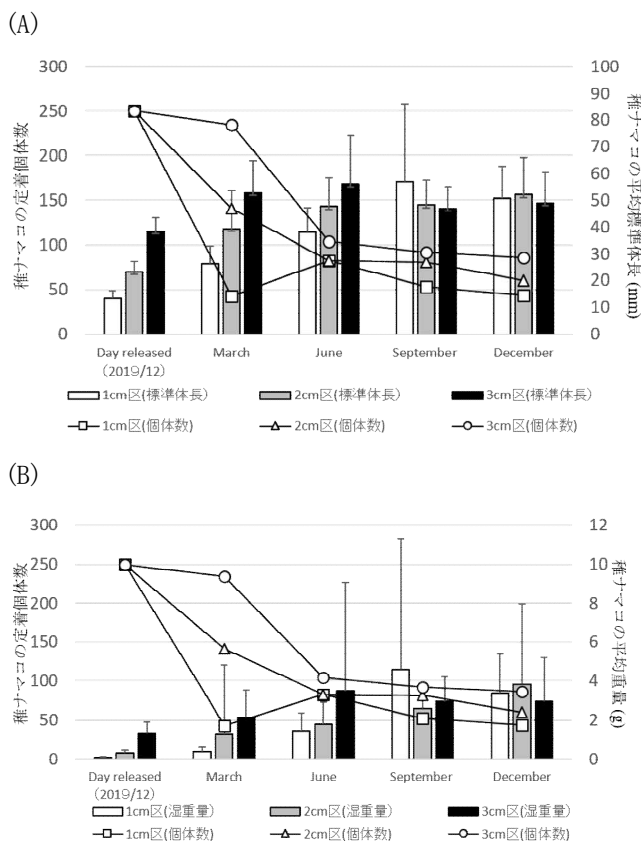 (A)
稚ナマコの定着個体数
300
250
200
150
100
50
0
稚ナマコの平均標準体長 (mm)
100
90
80
70
60
50
40
30
20
10
0
Day released
(2019/12)
March
June
September
December
1cm区(標準体長)
2cm区(標準体長)
3cm区(標準体長)
1cm区(個体数)
2cm区(個体数)
3cm区(個体数)
(B)
稚ナマコの定着個体数
300
250
200
150
100
50
0
稚ナマコの平均重量 (g)
12
10
8
6
4
2
0
Day released
(2019/12)
March
June
September
December
1cm区(湿重量)
2cm区(湿重量)
3cm区(湿重量)
1cm区(個体数)
2cm区(個体数)
3cm区(個体数)